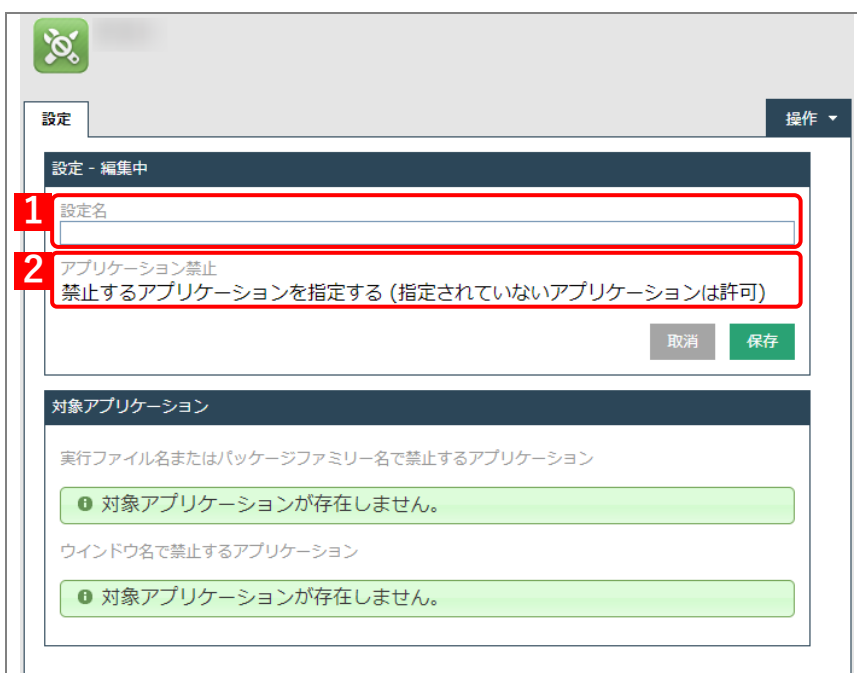 設定
操作
設定 - 編集中
1
設定名
2
アプリケーション禁止
禁止するアプリケーションを指定する (指定されていないアプリケーションは許可)
取消
保存
対象アプリケーション
実行ファイル名またはパッケージファミリー名で禁止するアプリケーション
対象アプリケーションが存在しません。
ウインドウ名で禁止するアプリケーション
対象アプリケーションが存在しません。